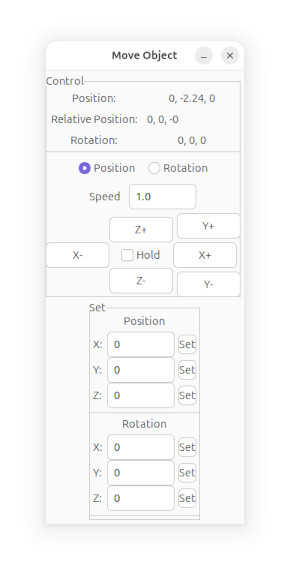 Move Object
Control
Position: 0, -2.24, 0
Relative Position: 0, 0, -0
Rotation: 0, 0, 0
Position Rotation
Speed 1.0
Z+ Y+
X- Hold X+
Z- Y-
Set
Position
X: 0 Set
Y: 0 Set
Z: 0 Set
Rotation
X: 0 Set
Y: 0 Set
Z: 0 Set